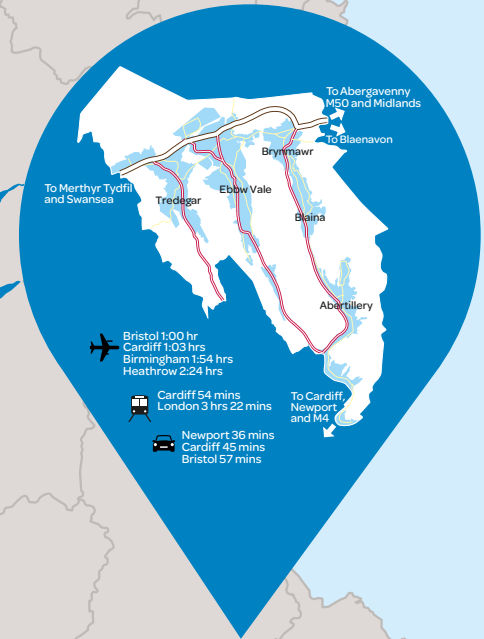 To Abergavenny
M50 and Midlands
To Blaenavon
Brynmawr
To Merthyr Tydfil
and Swansea
Ebbw Vale
Tredegar
Blaina
Abertillery
Bristol 1:00 hr
Cardiff 1:03 hrs
Birmingham 1:54 hrs
Heathrow 2:24 hrs
Cardiff 54 mins
London 3 hrs 22 mins
To Cardiff,
Newport
and M4
Newport 36 mins
Cardiff 45 mins
Bristol 57 mins